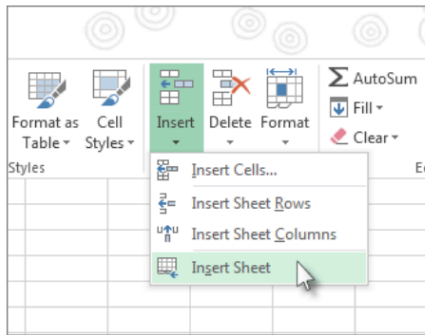 AutoSum
Format as Table
Cell Styles
Insert
Delete
Format
Fill
Clear
Styles
Insert Cells...
Insert Sheet Rows
Insert Sheet Columns
Insert Sheet